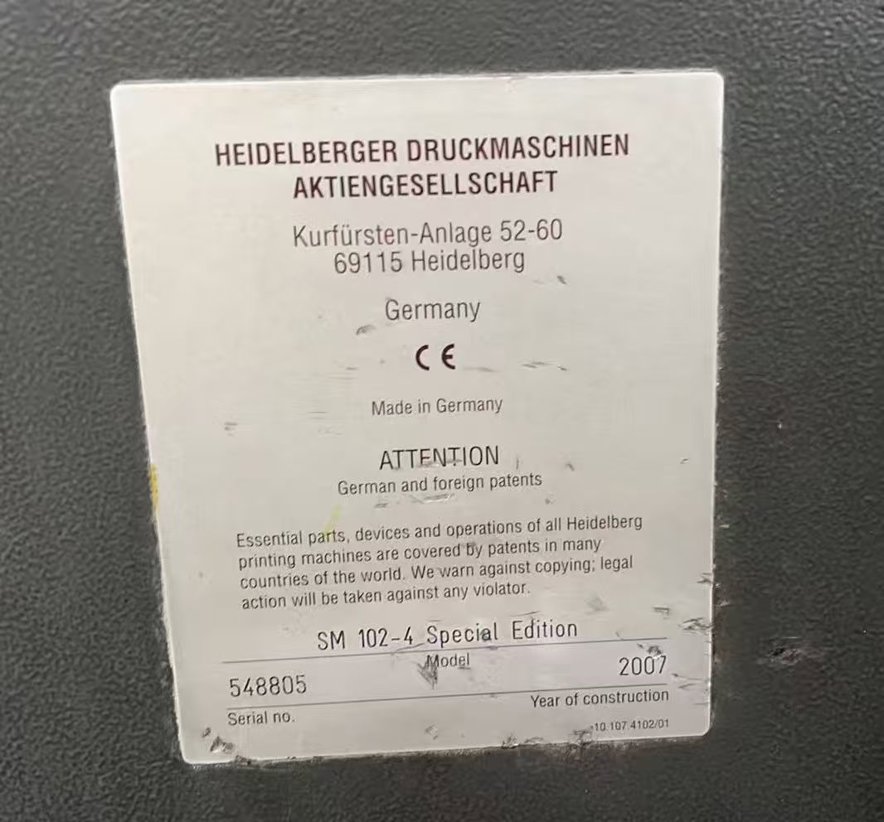 HEIDELBERGER DRUCKMASCHINEN
AKTIENGESELLSCHAFT
Kurfürsten-Anlage 52-60
69115 Heidelberg
Germany
CE
Made in Germany
ATTENTION
German and foreign patents
Essential parts, devices and operations of all Heidelberg
printing machines are covered by patents in many
countries of the world. We warn against copying; legal
action will be taken against any violator.
SM 102-4 Special Edition
Model
548805
2007
Serial no.
Year of construction
10.107.4102/01